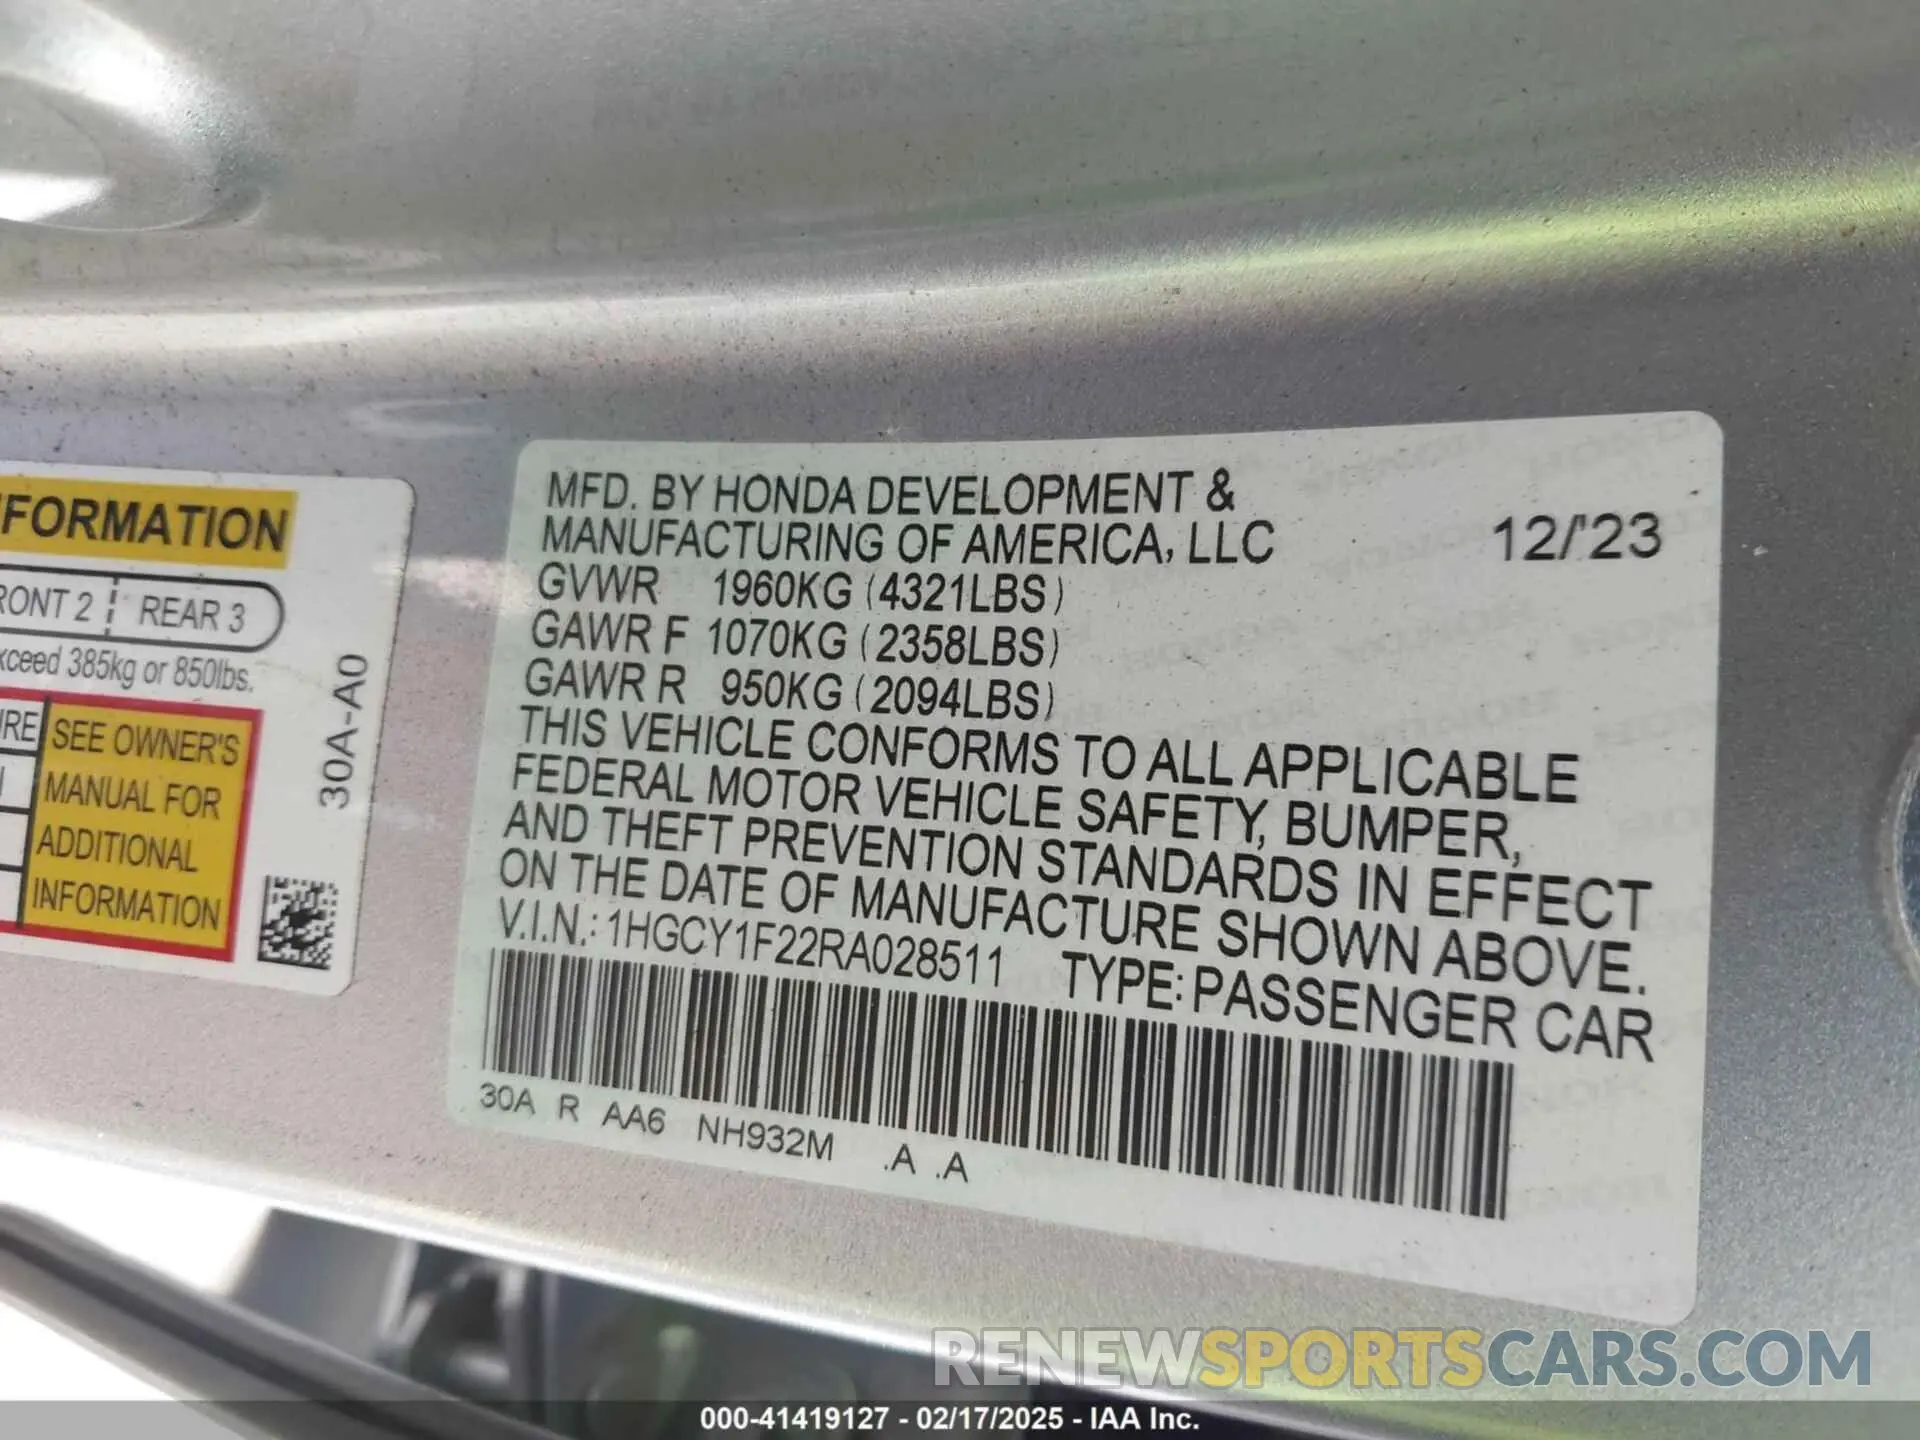 FORMATION
RONT 2 REAR 3
xceed 385kg or 850lbs.
SEE OWNER'S
MANUAL FOR
ADDITIONAL
INFORMATION
30A-A0
MFD. BY HONDA DEVELOPMENT &
MANUFACTURING OF AMERICA, LLC 12/'23
GVWR 1960KG (4321LBS)
GAWR F 1070KG (2358LBS)
GAWR R 950KG (2094LBS)
THIS VEHICLE CONFORMS TO ALL APPLICABLE
FEDERAL MOTOR VEHICLE SAFETY, BUMPER,
AND THEFT PREVENTION STANDARDS IN EFFECT
ON THE DATE OF MANUFACTURE SHOWN ABOVE.
V.I.N.: 1HGCY1F22RA028511 TYPE: PASSENGER CAR
30A R AA6 NH932M .A .A
RENEWSPORTSCARS.COM
000-41419127 - 02/17/2025 - IAA Inc.